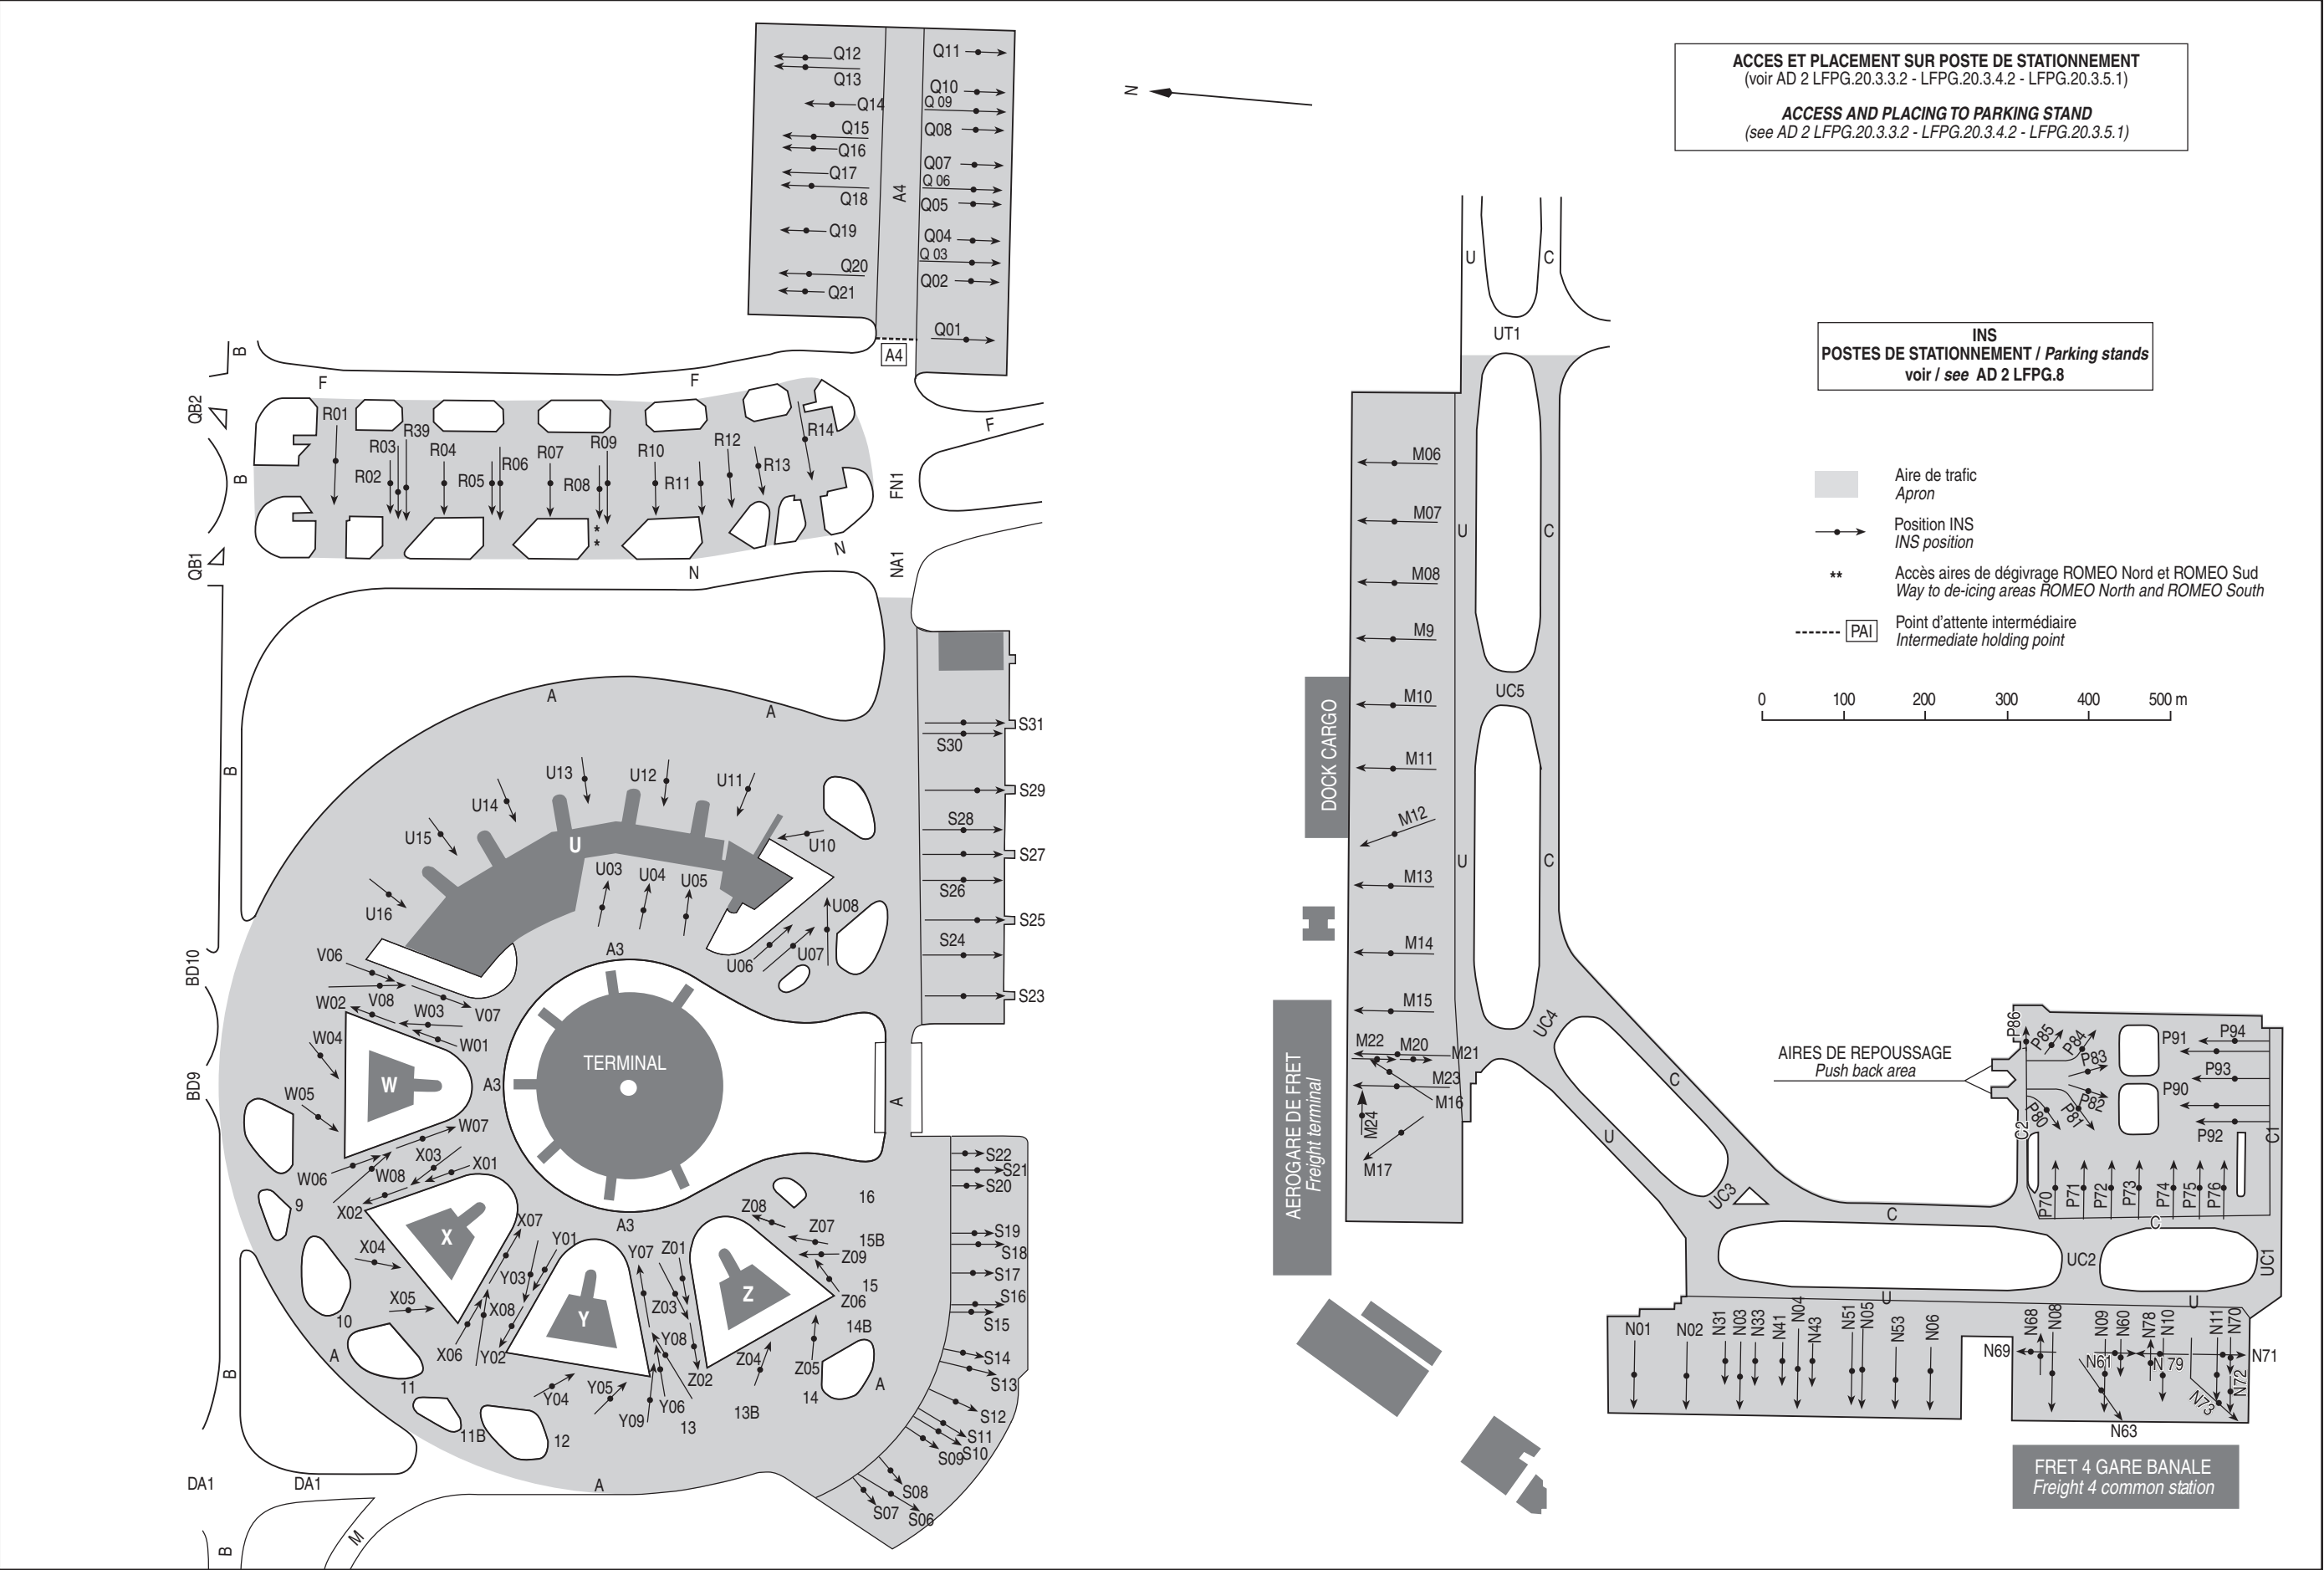 ACCES ET PLACEMENT SUR POSTE DE STATIONNEMENT
(voir AD 2 LFPG.20.3.3.2 - LFPG.20.3.4.2 - LFPG.20.3.5.1)
ACCESS AND PLACING TO PARKING STAND
(see AD 2 LFPG.20.3.3.2 - LFPG.20.3.4.2 - LFPG.20.3.5.1)
N
INS
POSTES DE STATIONNEMENT / Parking stands
voir / see AD 2 LFPG.8
Aire de trafic
Apron
Position INS
INS position
**
Accès aires de dégivrage ROMEO Nord et ROMEO Sud
Way to de-icing areas ROMEO North and ROMEO South
PAI
Point d'attente intermédiaire
Intermediate holding point
0 100 200 300 400 500 m
Q12
Q13
Q14
Q15
Q16
Q17
Q18
Q19
Q20
Q21
A4
Q11
Q10
Q 09
Q08
Q07
Q 06
Q05
Q04
Q 03
Q02
Q01
A4
B
F
F
F
QB2
B
QB1
R01
R39
R03
R02
R04
R05
R06
R07
R09
R08
R10
R11
R12
R13
R14
*
*
FN1
N
N
NA1
A
A
B
U13
U12
U11
U14
U15
U10
U
U16
U03
U04
U05
U08
U06
U07
A3
V06
V08
V07
BD10
W02
W03
W01
W04
W
W05
W07
W06
W08
BD9
A3
TERMINAL
A
A3
X03
X01
X02
X
X07
X04
X05
X08
X06
Y01
Y03
Y02
Y
Y07
Y04
Y05
Y09
Y06
Y08
Z01
Z03
Z02
Z
Z08
Z07
Z09
Z06
Z04
Z05
9
10
11
11B
12
13
13B
14
14B
15
15B
16
A
A
A
B
DA1
DA1
M
B
S31
S30
S29
S28
S27
S26
S25
S24
S23
S22
S21
S20
S19
S18
S17
S16
S15
S14
S13
S12
S11
S10
S09
S08
S07
S06
U
C
UT1
M06
M07
U
C
M08
M9
UC5
M10
M11
M12
U
C
M13
M14
M15
M22
M20
M21
M23
M16
M24
M17
DOCK CARGO
AEROGARE DE FRET
Freight terminal
UC4
C
U
UC3
C
UC2
C
UC1
U
U
AIRES DE REPOUSSAGE
Push back area
P86
P85
P84
P83
P82
P81
P80
P91
P94
P93
P90
P92
C2
C1
P70
P71
P72
P73
P74
P75
P76
N01
N02
N31
N03
N33
N41
N04
N43
N51
N05
N53
N06
N69
N68
N08
N09
N60
N78
N10
N61
N 79
N11
N70
N71
N72
N73
N63
FRET 4 GARE BANALE
Freight 4 common station